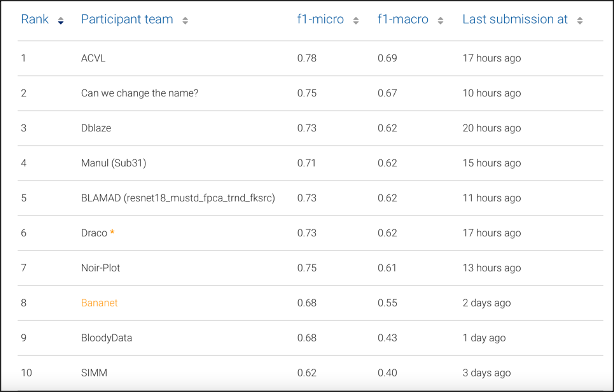 Rank Participant team f1-micro f1-macro Last submission at
1 ACVL 0.78 0.69 17 hours ago
2 Can we change the name? 0.75 0.67 10 hours ago
3 Dblaze 0.73 0.62 20 hours ago
4 Manul (Sub31) 0.71 0.62 15 hours ago
5 BLAMAD (resnet18_mustd_fpca_trnd_fksrc) 0.73 0.62 11 hours ago
6 Draco * 0.73 0.62 17 hours ago
7 Noir-Plot 0.75 0.61 13 hours ago
8 Bananet 0.68 0.55 2 days ago
9 BloodyData 0.68 0.43 1 day ago
10 SIMM 0.62 0.40 3 days ago